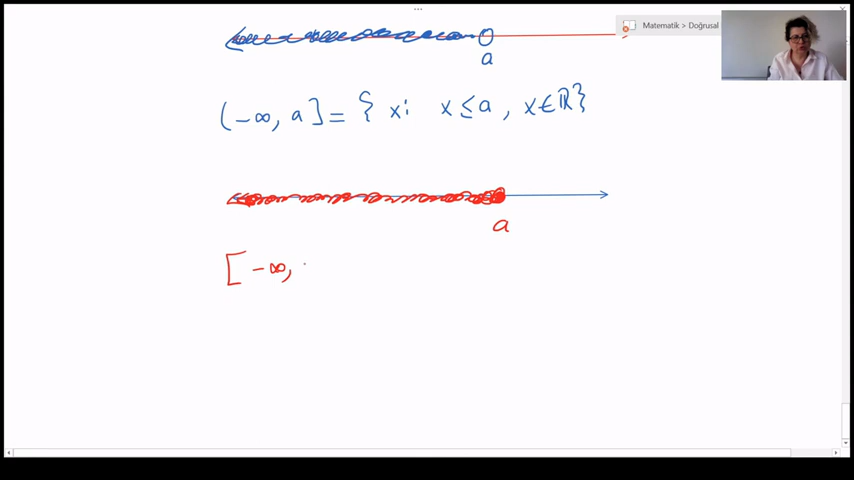 Matematik > Doğrusal
a
(-∞, a] = { x: x ≤ a, x ∈ ℝ}
a
[-∞,